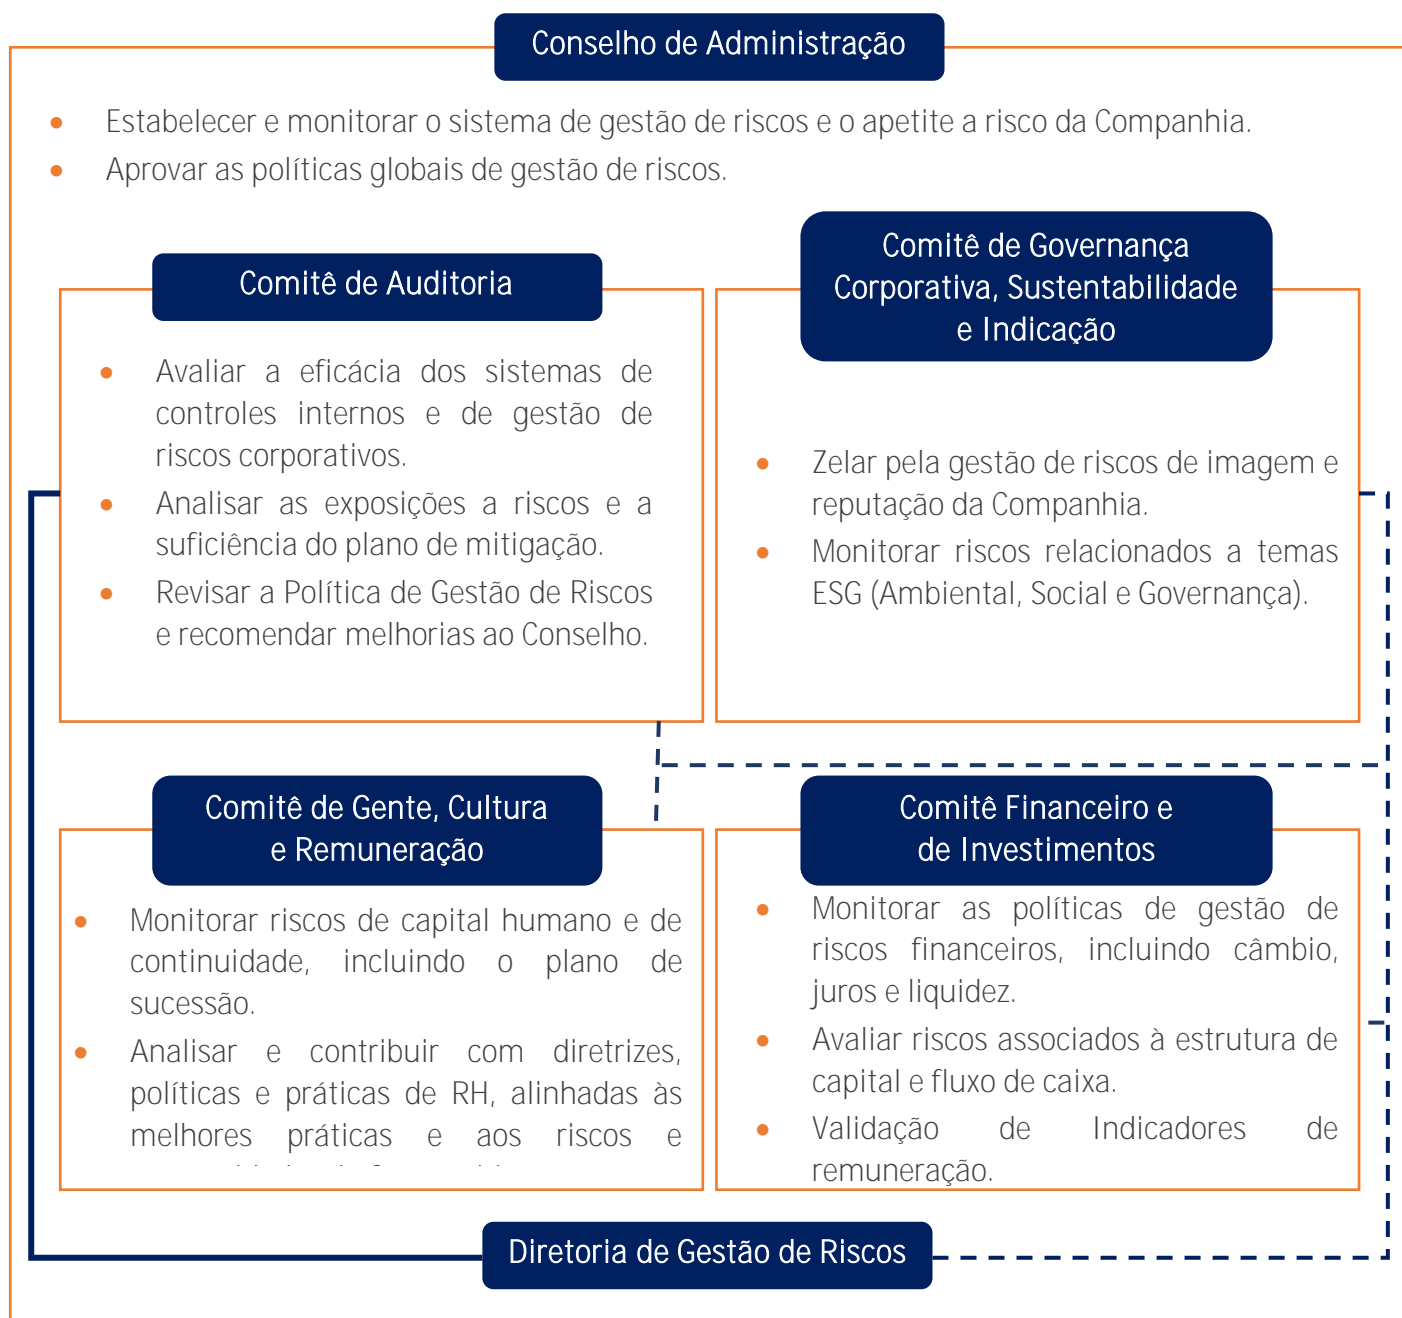 Conselho de Administração
• Estabelecer e monitorar o sistema de gestão de riscos e o apetite a risco da Companhia.
• Aprovar as políticas globais de gestão de riscos.
Comitê de Auditoria
• Avaliar a eficácia dos sistemas de
controles internos e de gestão de
riscos corporativos.
• Analisar as exposições a riscos e a
suficiência do plano de mitigação.
• Revisar a Política de Gestão de Riscos
e recomendar melhorias ao Conselho.
Comitê de Governança
Corporativa, Sustentabilidade
e Indicação
• Zelar pela gestão de riscos de imagem e
reputação da Companhia.
• Monitorar riscos relacionados a temas
ESG (Ambiental, Social e Governança).
Comitê de Gente, Cultura
e Remuneração
• Monitorar riscos de capital humano e de
continuidade, incluindo o plano de
sucessão.
• Analisar e contribuir com diretrizes,
políticas e práticas de RH, alinhadas às
melhores práticas e aos riscos e
Comitê Financeiro e
de Investimentos
• Monitorar as políticas de gestão de
riscos financeiros, incluindo câmbio,
juros e liquidez.
• Avaliar riscos associados à estrutura de
capital e fluxo de caixa.
• Validação de Indicadores de
remuneração.
Diretoria de Gestão de Riscos